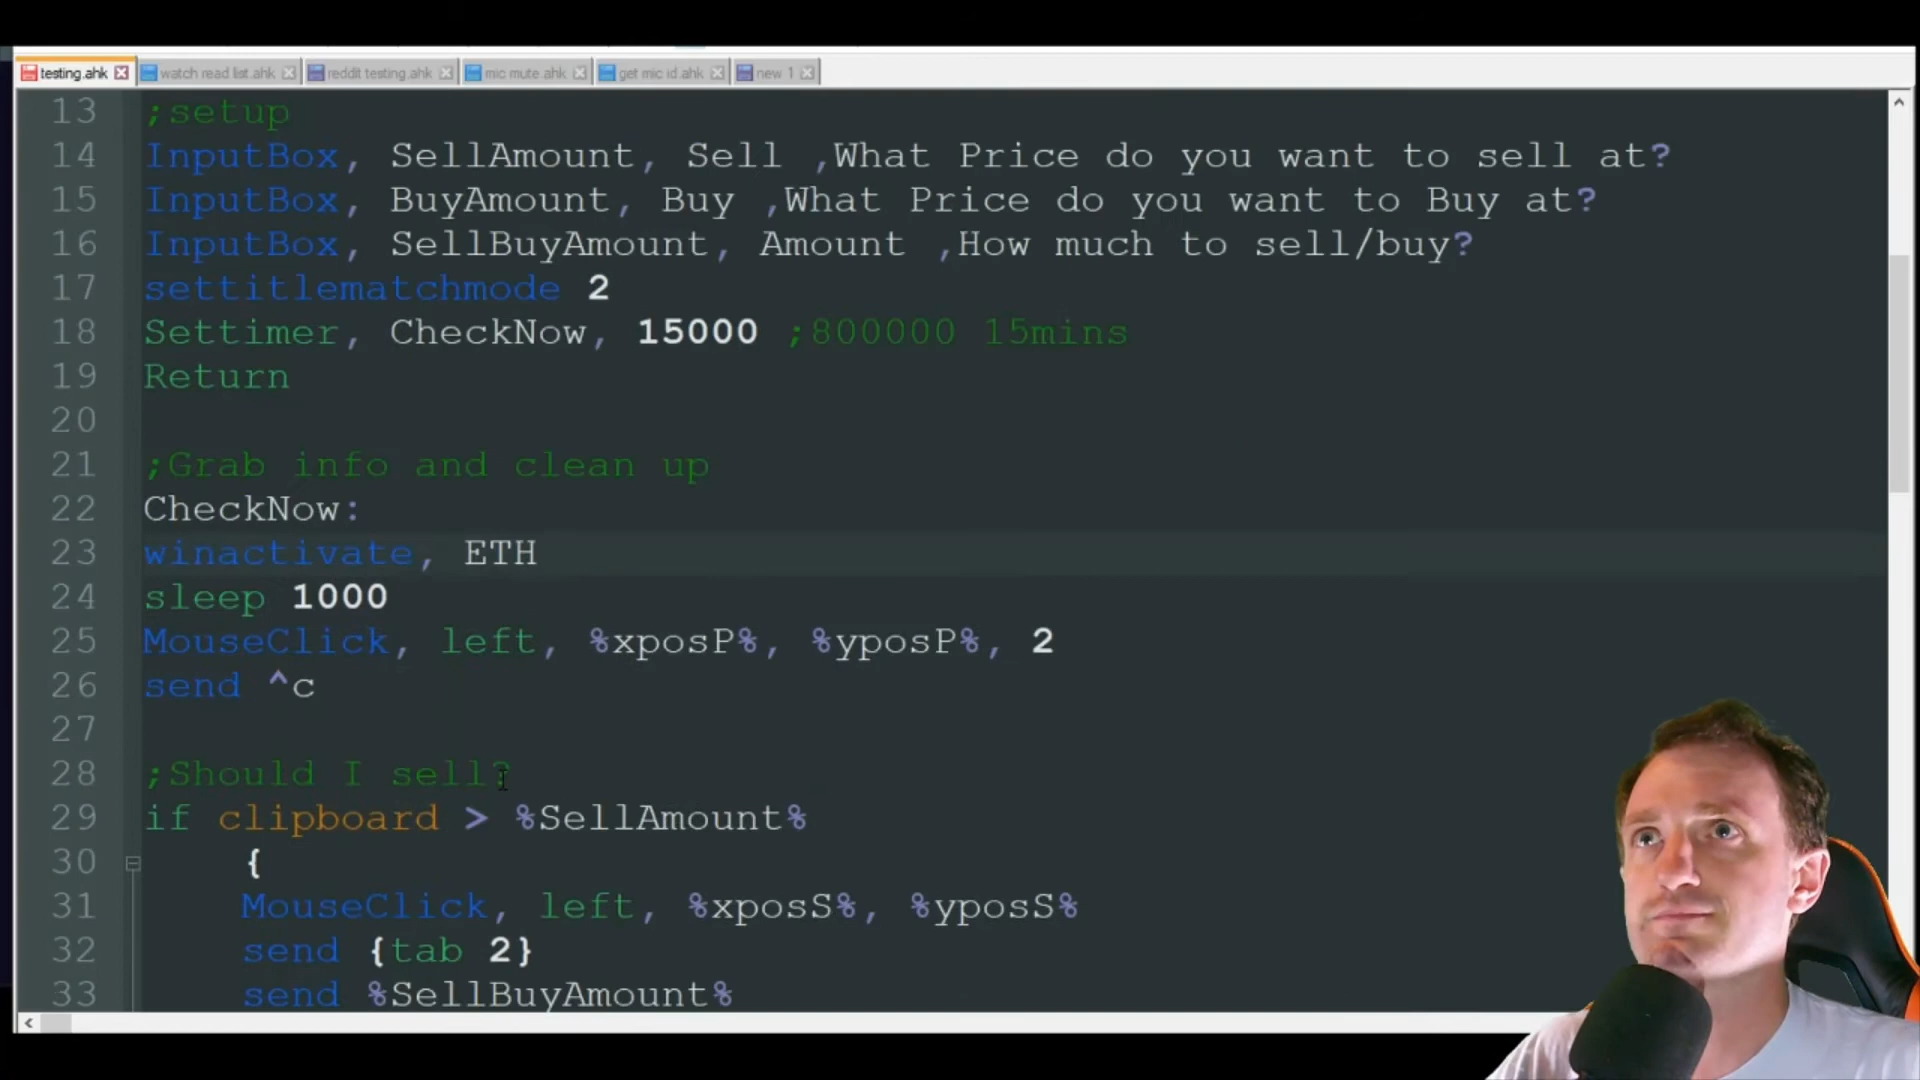 testing.ahk watch read list.ahk reddit testing.ahk mic mute.ahk get mic id.ahk new 1
13 ;setup
14 InputBox, SellAmount, Sell ,What Price do you want to sell at?
15 InputBox, BuyAmount, Buy ,What Price do you want to Buy at?
16 InputBox, SellBuyAmount, Amount ,How much to sell/buy?
17 settitlematchmode 2
18 Settimer, CheckNow, 15000 ;800000 15mins
19 Return
20
21 ;Grab info and clean up
22 CheckNow:
23 winactivate, ETH
24 sleep 1000
25 MouseClick, left, %xposP%, %yposP%, 2
26 send ^c
27
28 ;Should I sell?
29 if clipboard > %SellAmount%
30 {
31 MouseClick, left, %xposS%, %yposS%
32 send {tab 2}
33 send %SellBuyAmount%